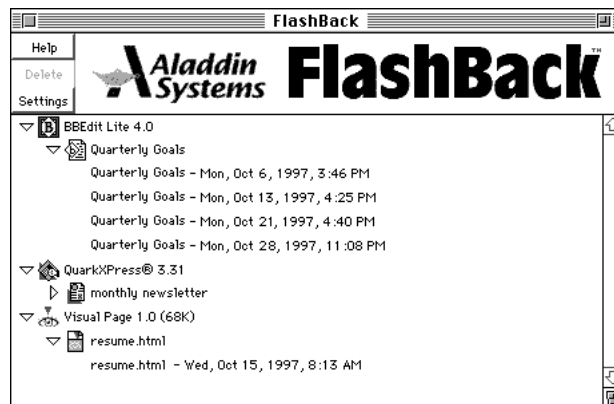 FlashBack
Help
Delete
Settings
Aladdin
Systems
FlashBack™
BBEdit Lite 4.0
Quarterly Goals
Quarterly Goals - Mon, Oct 6, 1997, 3:46 PM
Quarterly Goals - Mon, Oct 13, 1997, 4:25 PM
Quarterly Goals - Mon, Oct 21, 1997, 4:40 PM
Quarterly Goals - Mon, Oct 28, 1997, 11:08 PM
QuarkXPress® 3.31
monthly newsletter
Visual Page 1.0 (68K)
resume.html
resume.html - Wed, Oct 15, 1997, 8:13 AM